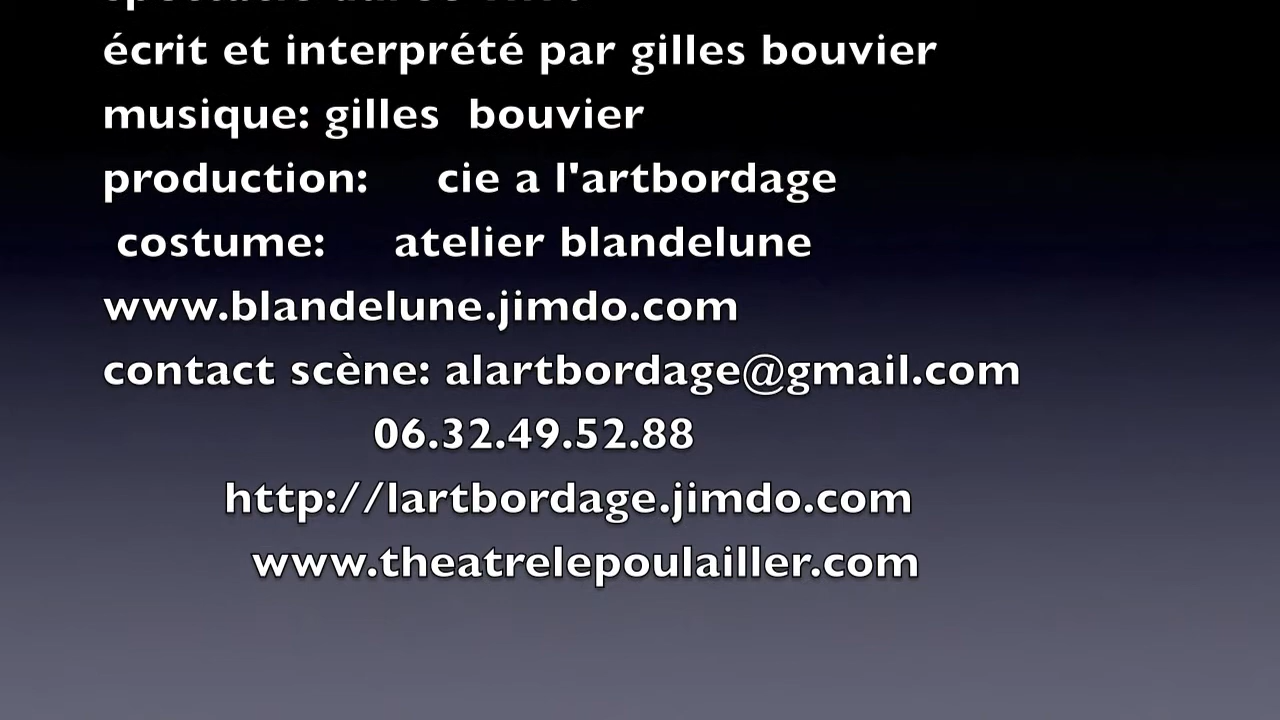 écrit et interprété par gilles bouvier
musique: gilles bouvier
production: cie a l'artbordage
costume: atelier blandelune
www.blandelune.jimdo.com
contact scène: alartbordage@gmail.com
06.32.49.52.88
http://lartbordage.jimdo.com
www.theatrelepoulailler.com